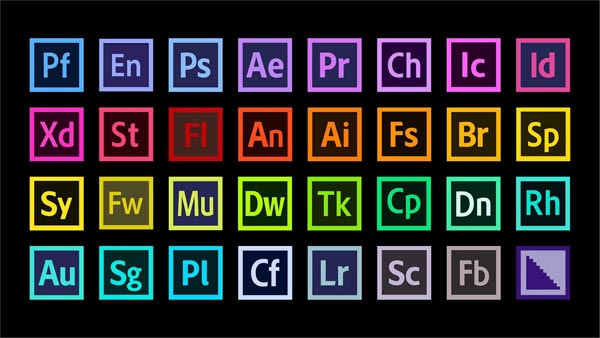 Pf En Ps Ae Pr Ch Ic Id
Xd St Fl An Ai Fs Br Sp
Sy Fw Mu Dw Tk Cp Dn Rh
Au Sg Pl Cf Lr Sc Fb